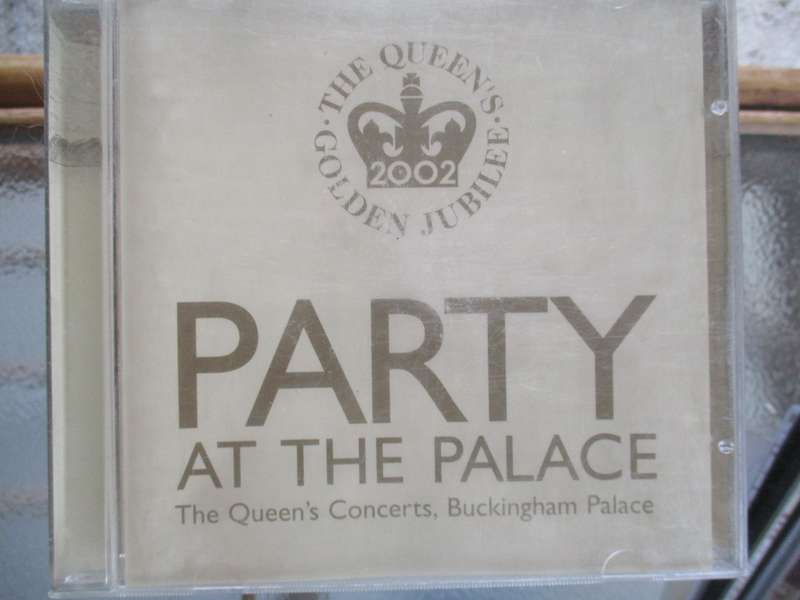 · THE QUEEN'S ·
GOLDEN JUBILEE
2002
PARTY
AT THE PALACE
The Queen's Concerts, Buckingham Palace